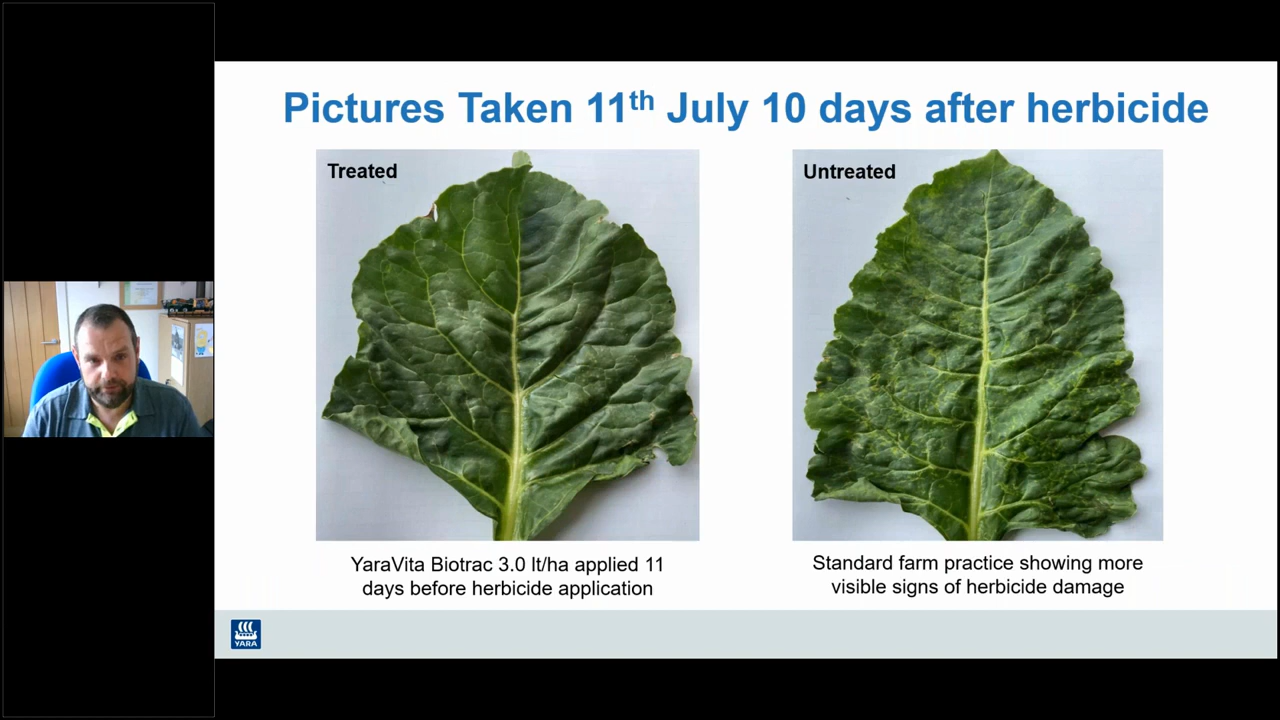 Pictures Taken 11th July 10 days after herbicide
Treated
Untreated
YaraVita Biotrac 3.0 lt/ha applied 11
days before herbicide application
Standard farm practice showing more
visible signs of herbicide damage
YARA